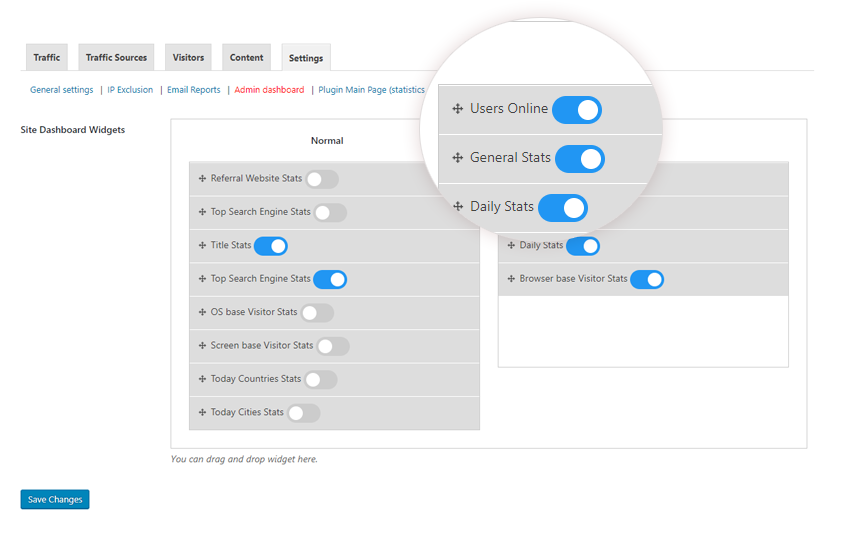 Traffic
Traffic Sources
Visitors
Content
Settings
General settings | IP Exclusion | Email Reports | Admin dashboard | Plugin Main Page (statistics
Site Dashboard Widgets
Normal
Referral Website Stats
Top Search Engine Stats
Title Stats
Top Search Engine Stats
OS base Visitor Stats
Screen base Visitor Stats
Today Countries Stats
Today Cities Stats
Users Online
General Stats
Daily Stats
Daily Stats
Browser base Visitor Stats
You can drag and drop widget here.
Save Changes